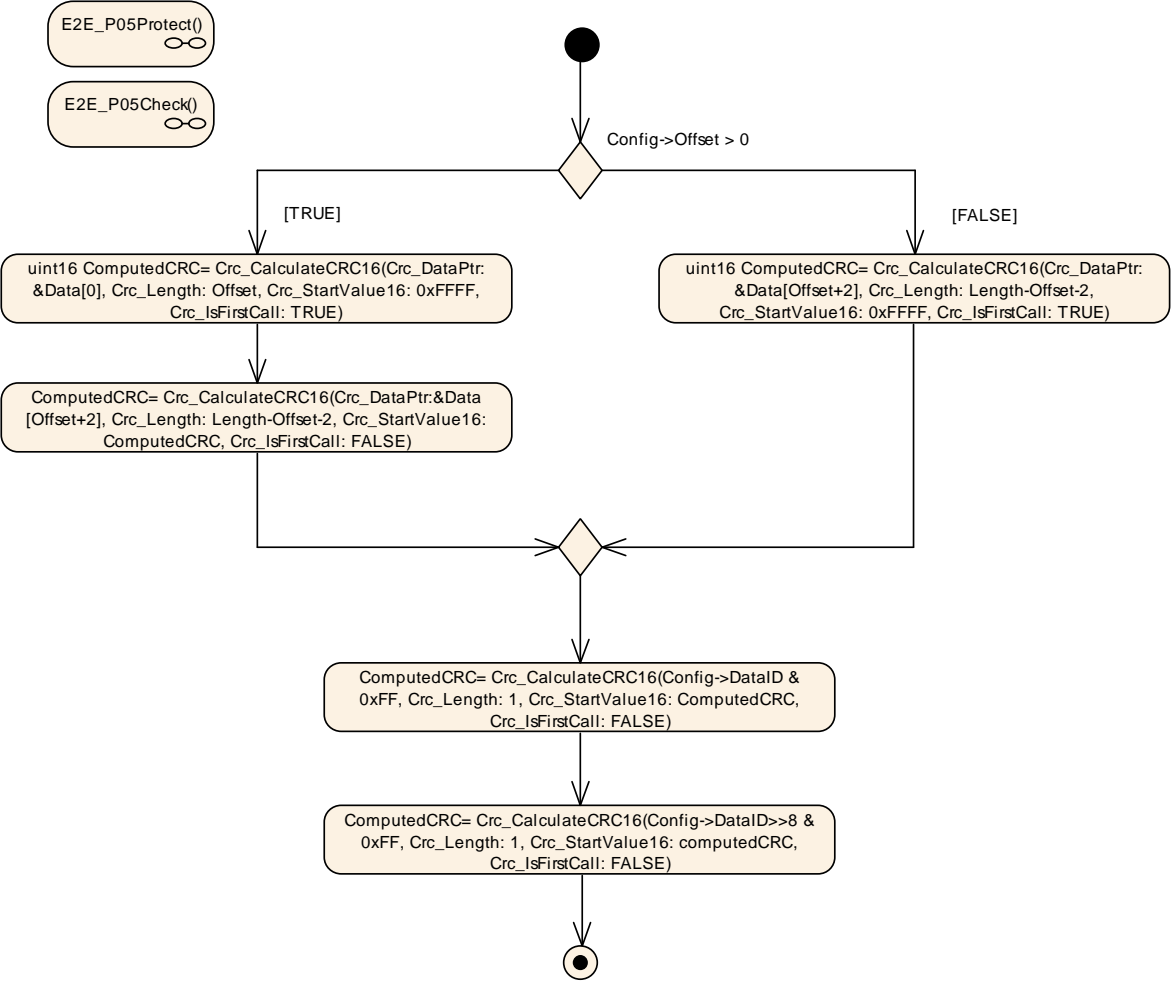 E2E_P05Protect()
E2E_P05Check()
Config->Offset > 0
[TRUE]
[FALSE]
uint16 ComputedCRC= Crc_CalculateCRC16(Crc_DataPtr:
&Data[0], Crc_Length: Offset, Crc_StartValue16: 0xFFFF,
Crc_IsFirstCall: TRUE)
uint16 ComputedCRC= Crc_CalculateCRC16(Crc_DataPtr:
&Data[Offset+2], Crc_Length: Length-Offset-2,
Crc_StartValue16: 0xFFFF, Crc_IsFirstCall: TRUE)
ComputedCRC= Crc_CalculateCRC16(Crc_DataPtr:&Data
[Offset+2], Crc_Length: Length-Offset-2, Crc_StartValue16:
ComputedCRC, Crc_IsFirstCall: FALSE)
ComputedCRC= Crc_CalculateCRC16(Config->DataID &
0xFF, Crc_Length: 1, Crc_StartValue16: ComputedCRC,
Crc_IsFirstCall: FALSE)
ComputedCRC= Crc_CalculateCRC16(Config->DataID>>8 &
0xFF, Crc_Length: 1, Crc_StartValue16: computedCRC,
Crc_IsFirstCall: FALSE)